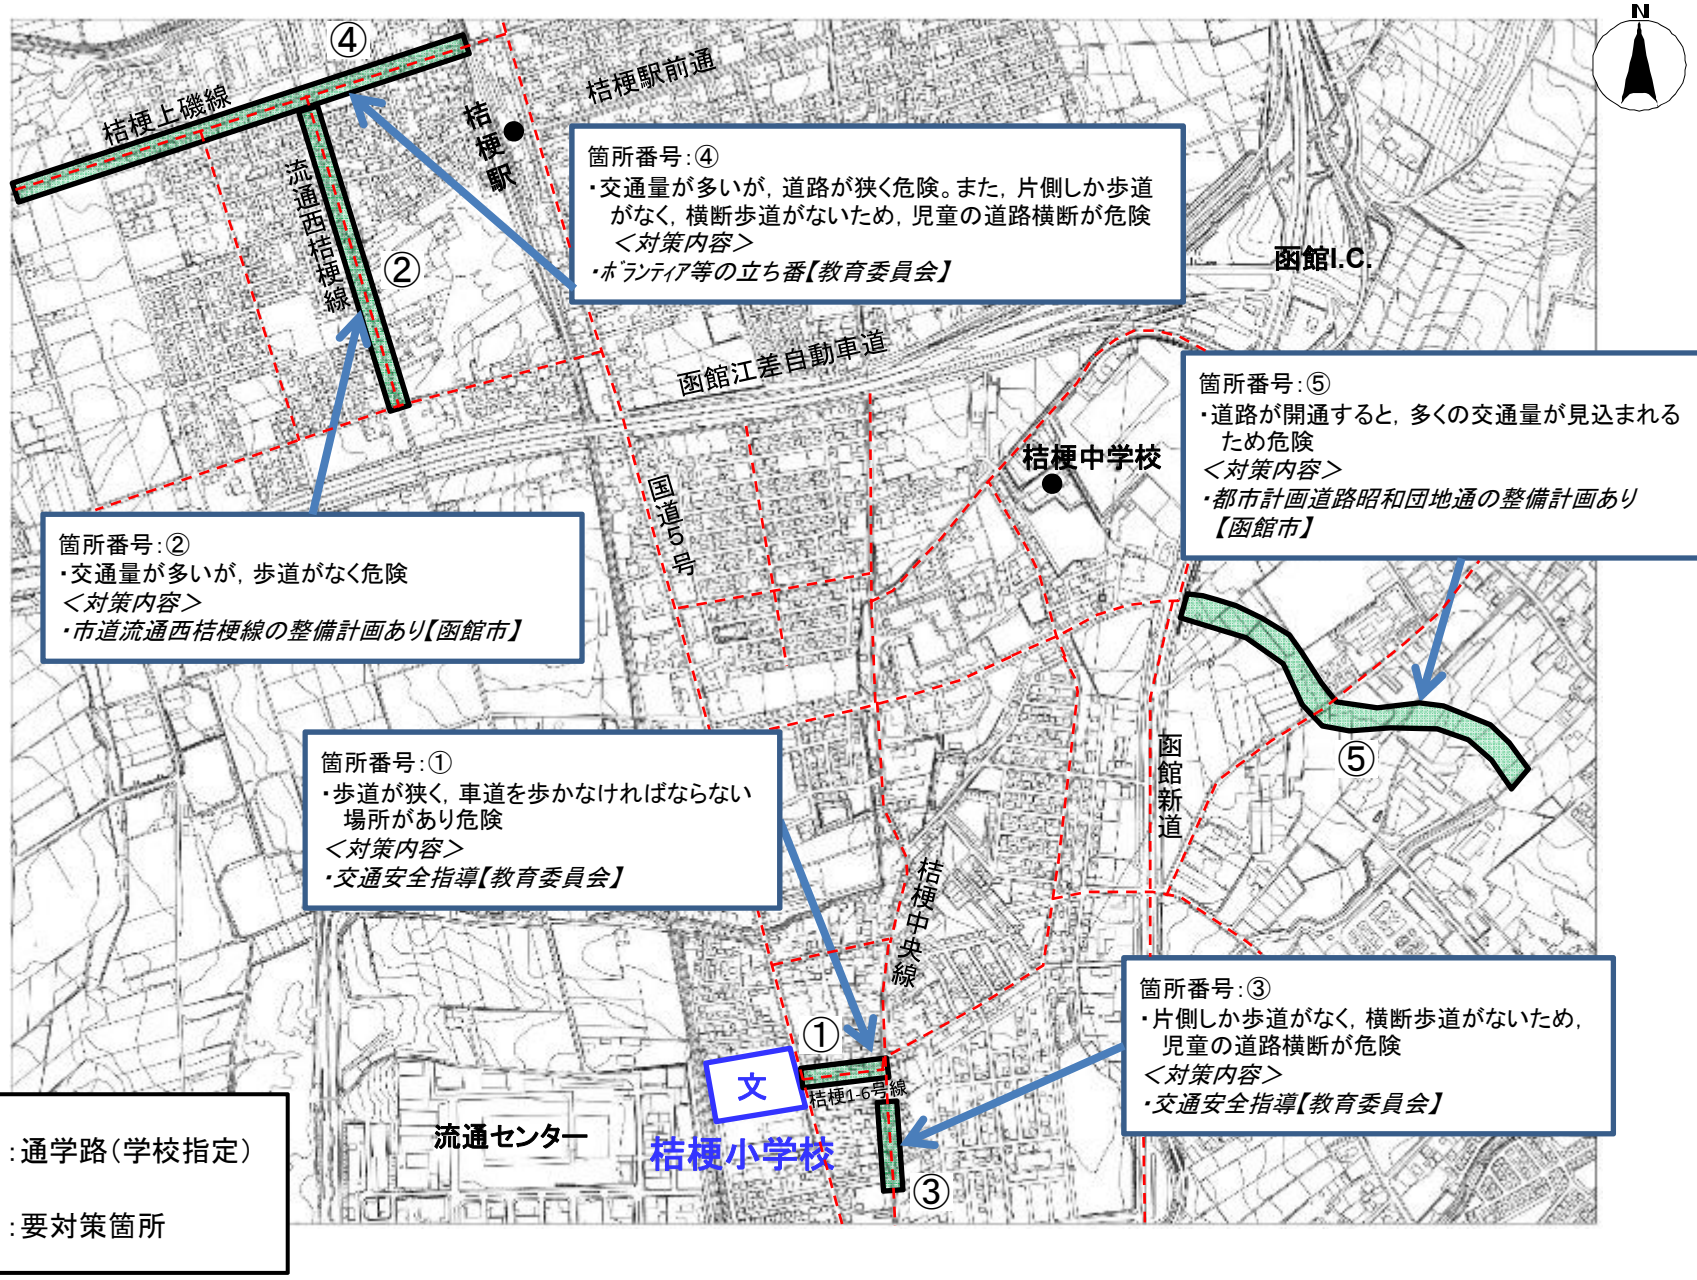 N
④
桔梗上磯線
桔梗駅前通
桔梗駅
流通西桔梗線
②
箇所番号:④
・交通量が多いが，道路が狭く危険。また，片側しか歩道
がなく，横断歩道がないため，児童の道路横断が危険
＜対策内容＞
・ボランティア等の立ち番【教育委員会】
函館I.C.
函館江差自動車道
箇所番号:⑤
・道路が開通すると，多くの交通量が見込まれる
ため危険
＜対策内容＞
・都市計画道路昭和団地通の整備計画あり
【函館市】
桔梗中学校
国道5号
箇所番号:②
・交通量が多いが，歩道がなく危険
＜対策内容＞
・市道流通西桔梗線の整備計画あり【函館市】
箇所番号:①
・歩道が狭く，車道を歩かなければならない
場所があり危険
＜対策内容＞
・交通安全指導【教育委員会】
函館新道
⑤
桔梗中央線
箇所番号:③
・片側しか歩道がなく，横断歩道がないため，
児童の道路横断が危険
＜対策内容＞
・交通安全指導【教育委員会】
①
文
桔梗1-6号線
桔梗小学校
流通センター
③
:通学路(学校指定)
:要対策箇所